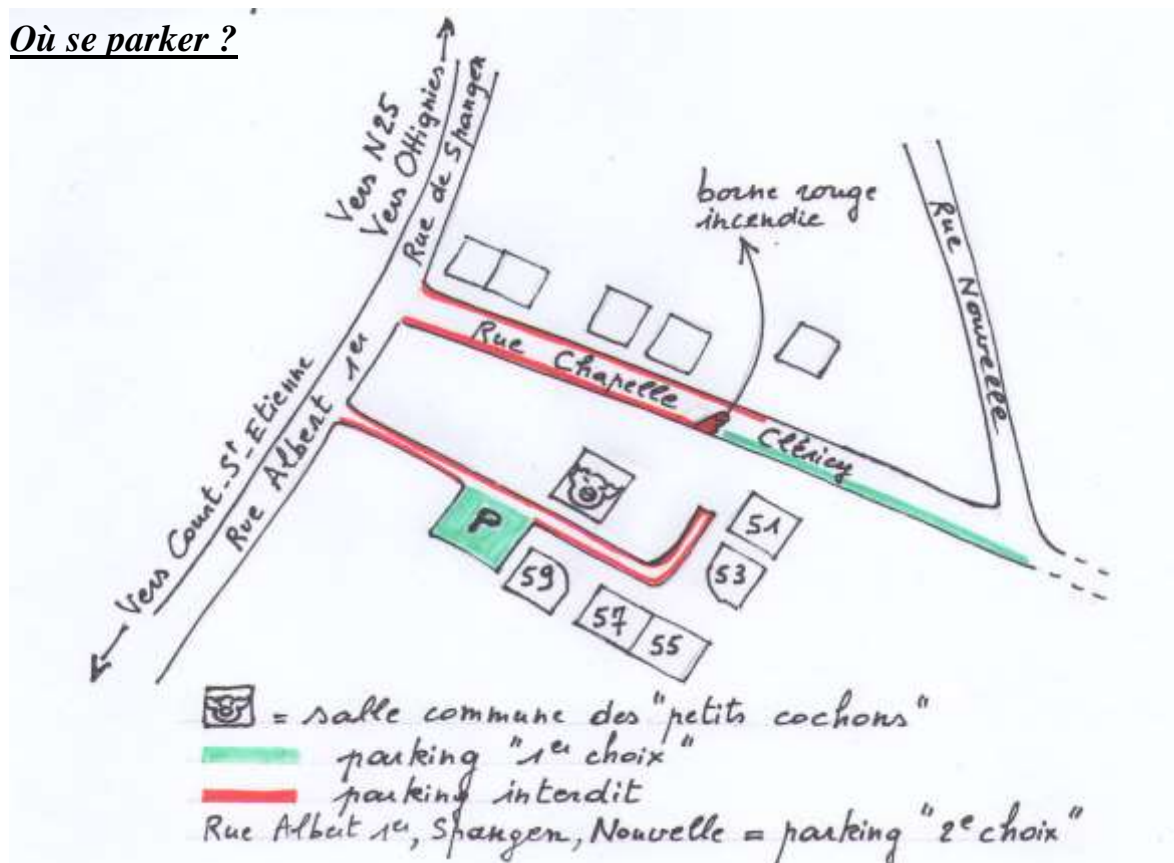 Où se parker ?
Vers N25
Vers Ottignies
Rue de Spangen
borne rouge
incendie
Rue Nouvelle
Rue Chapelle Cléricy
Vers Court-St-Etienne
Rue Albert 1er
P
51
53
59
57
55
= salle commune des "petits cochons"
parking "1er choix"
parking interdit
Rue Albert 1er, Spangen, Nouvelle = parking "2e choix"